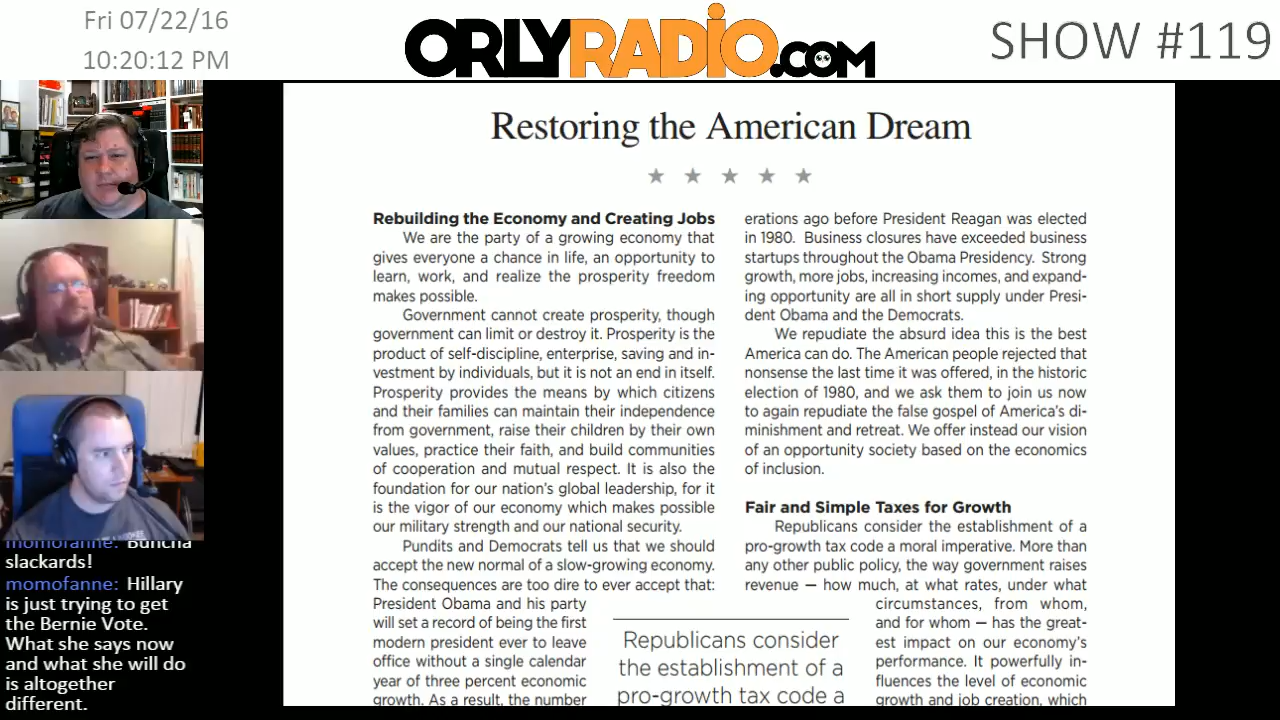 Fri 07/22/16
10:20:12 PM
ORLYRADIO.COM
SHOW #119
Restoring the American Dream
Rebuilding the Economy and Creating Jobs
We are the party of a growing economy that
gives everyone a chance in life, an opportunity to
learn, work, and realize the prosperity freedom
makes possible.
Government cannot create prosperity, though
government can limit or destroy it. Prosperity is the
product of self-discipline, enterprise, saving and in-
vestment by individuals, but it is not an end in itself.
Prosperity provides the means by which citizens
and their families can maintain their independence
from government, raise their children by their own
values, practice their faith, and build communities
of cooperation and mutual respect. It is also the
foundation for our nation's global leadership, for it
is the vigor of our economy which makes possible
our military strength and our national security.
Pundits and Democrats tell us that we should
accept the new normal of a slow-growing economy.
The consequences are too dire to ever accept that:
President Obama and his party
will set a record of being the first
modern president ever to leave
office without a single calendar
year of three percent economic
growth. As a result, the number
erations ago before President Reagan was elected
in 1980. Business closures have exceeded business
startups throughout the Obama Presidency. Strong
growth, more jobs, increasing incomes, and expand-
ing opportunity are all in short supply under Presi-
dent Obama and the Democrats.
We repudiate the absurd idea this is the best
America can do. The American people rejected that
nonsense the last time it was offered, in the historic
election of 1980, and we ask them to join us now
to again repudiate the false gospel of America's di-
minishment and retreat. We offer instead our vision
of an opportunity society based on the economics
of inclusion.
Fair and Simple Taxes for Growth
Republicans consider the establishment of a
pro-growth tax code a moral imperative. More than
any other public policy, the way government raises
revenue — how much, at what rates, under what
circumstances, from whom,
and for whom — has the great-
est impact on our economy's
performance. It powerfully in-
fluences the level of economic
growth and job creation, which
Republicans consider
the establishment of a
pro-growth tax code a
momofanne: Buncha
slackards!
momofanne: Hillary
is just trying to get
the Bernie Vote.
What she says now
and what she will do
is altogether
different.